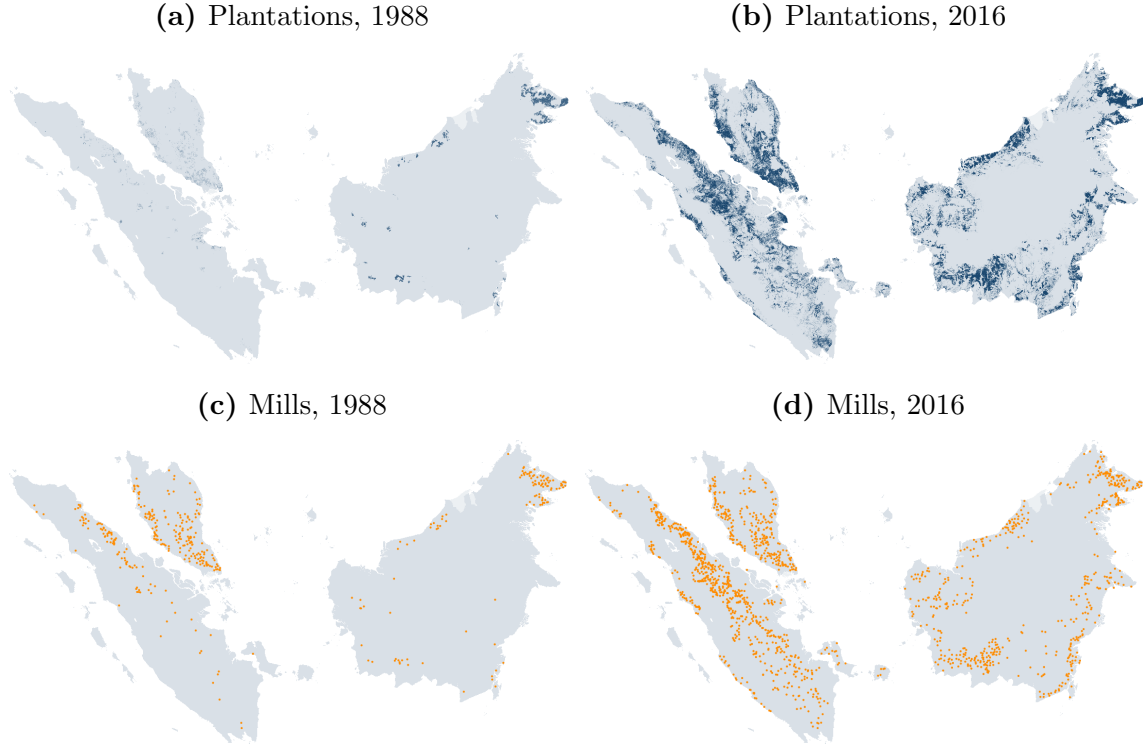 (a) Plantations, 1988
(b) Plantations, 2016
(c) Mills, 1988
(d) Mills, 2016